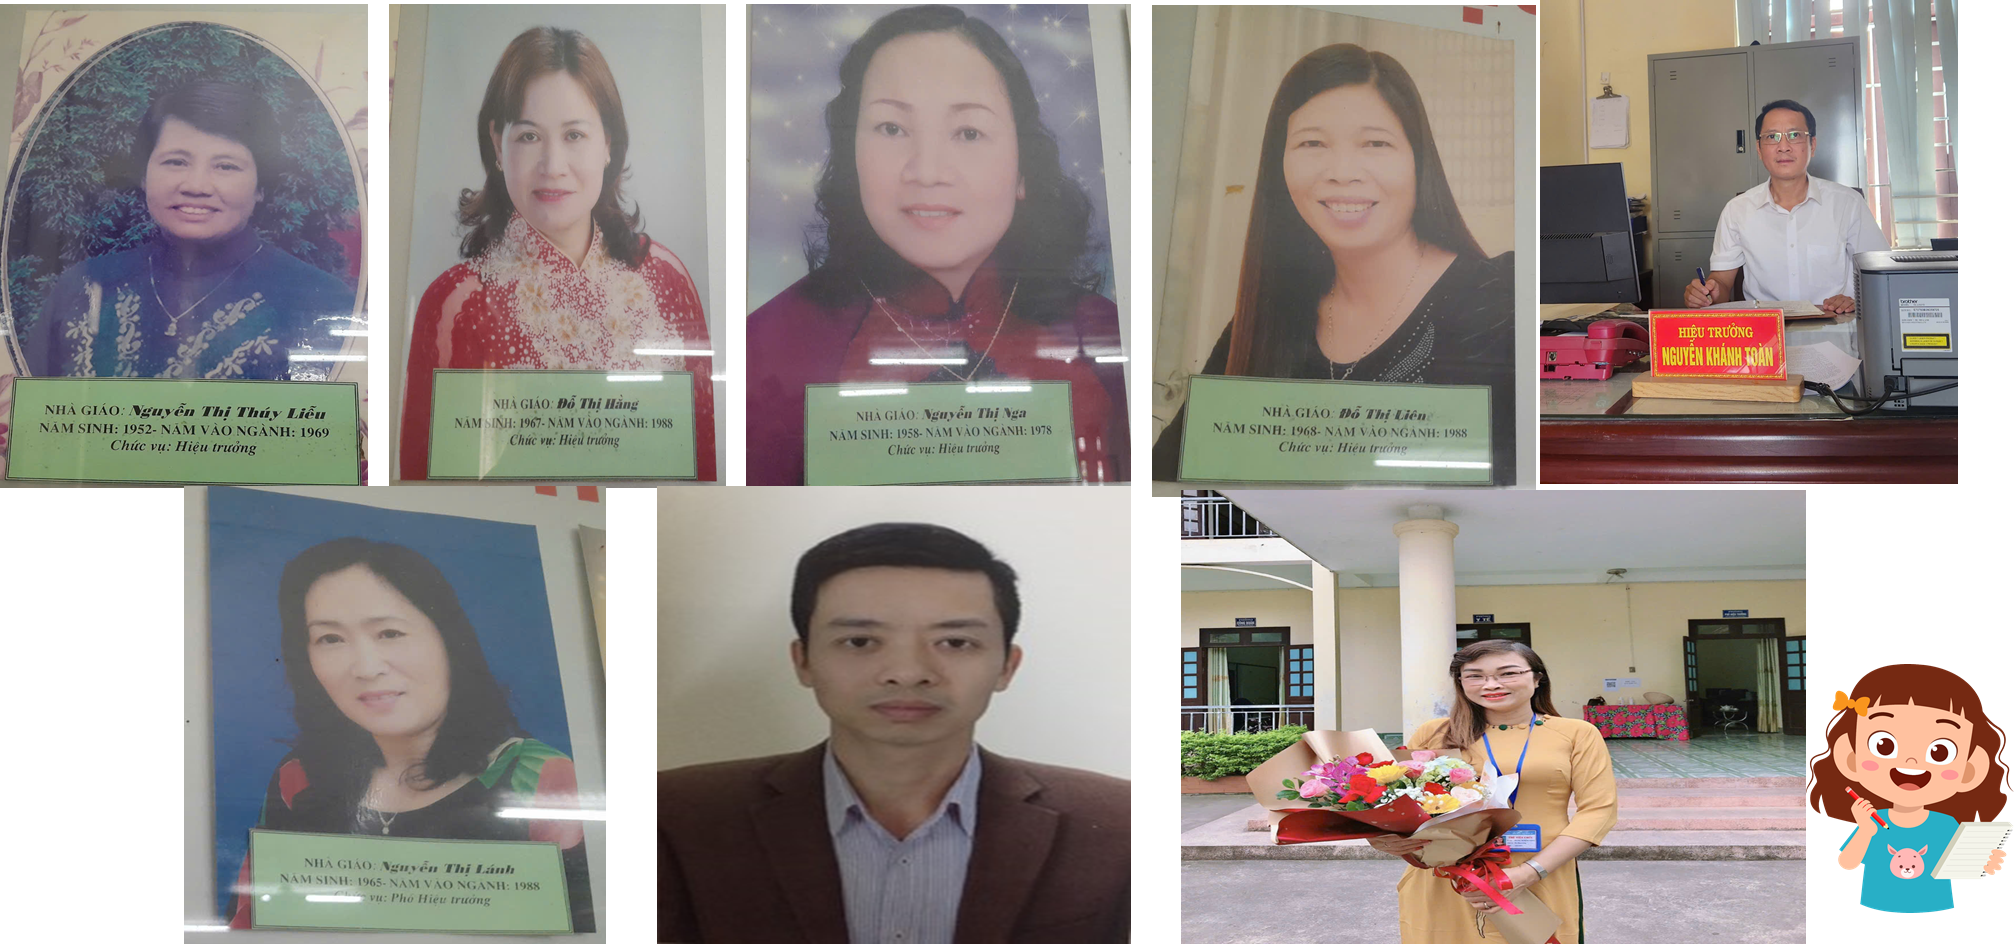 NHÀ GIÁO: Nguyễn Thị Thúy Liễu
NĂM SINH: 1952- NĂM VÀO NGÀNH: 1969
Chức vụ: Hiệu trưởng
NHÀ GIÁO: Đỗ Thị Hằng
NĂM SINH: 1967- NĂM VÀO NGÀNH: 1988
Chức vụ: Hiệu trưởng
NHÀ GIÁO: Nguyễn Thị Nga
NĂM SINH: 1958- NĂM VÀO NGÀNH: 1978
Chức vụ: Hiệu trưởng
NHÀ GIÁO: Đỗ Thị Liên
NĂM SINH: 1968- NĂM VÀO NGÀNH: 1988
Chức vụ: Hiệu trưởng
brother
HIỆU TRƯỞNG
NGUYỄN KHÁNH TOÀN
NHÀ GIÁO: Nguyễn Thị Lánh
NĂM SINH: 1965- NĂM VÀO NGÀNH: 1988
Chức vụ: Phó Hiệu trưởng
Y TẾ